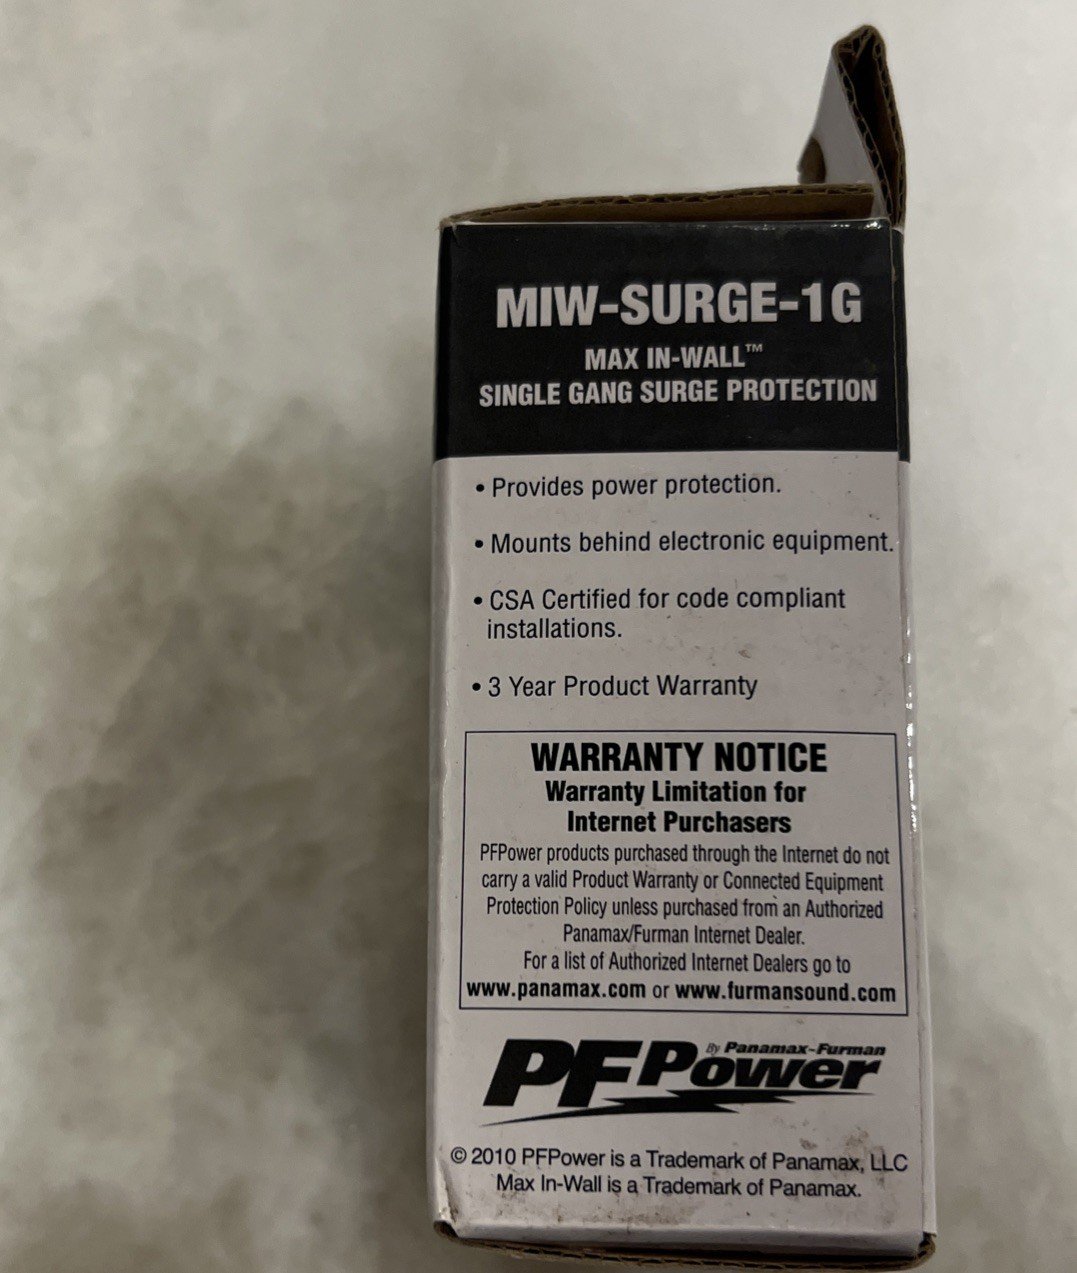 MIW-SURGE-1G
MAX IN-WALL™
SINGLE GANG SURGE PROTECTION
• Provides power protection.
• Mounts behind electronic equipment.
• CSA Certified for code compliant
installations.
• 3 Year Product Warranty
WARRANTY NOTICE
Warranty Limitation for
Internet Purchasers
PFPower products purchased through the Internet do not
carry a valid Product Warranty or Connected Equipment
Protection Policy unless purchased from an Authorized
Panamax/Furman Internet Dealer.
For a list of Authorized Internet Dealers go to
www.panamax.com or www.furmansound.com
By Panamax-Furman
PFPower
© 2010 PFPower is a Trademark of Panamax, LLC
Max In-Wall is a Trademark of Panamax.